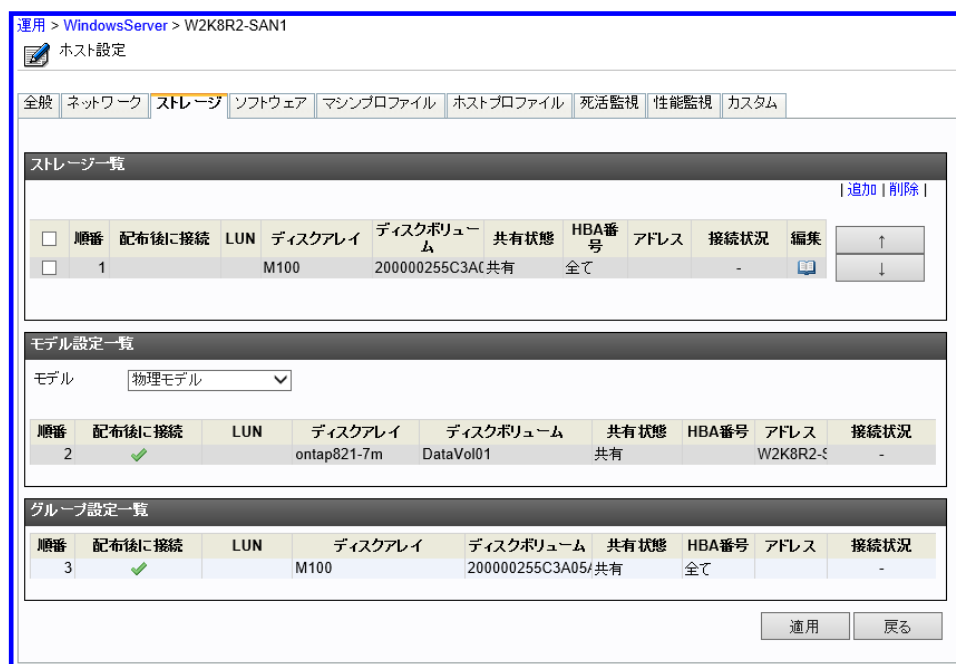 運用 > WindowsServer > W2K8R2-SAN1
ホスト設定
全般 ネットワーク ストレージ ソフトウェア マシンプロファイル ホストプロファイル 死活監視 性能監視 カスタム
ストレージ一覧
| 追加 | 削除 |
順番 配布後に接続 LUN ディスクアレイ ディスクボリューム 共有状態 HBA番号 アドレス 接続状況 編集 ↑
1 M100 200000255C3A0( 共有 全て - ↓
モデル設定一覧
モデル 物理モデル
順番 配布後に接続 LUN ディスクアレイ ディスクボリューム 共有状態 HBA番号 アドレス 接続状況
2 ontap821-7m DataVol01 共有 W2K8R2-S -
グループ設定一覧
順番 配布後に接続 LUN ディスクアレイ ディスクボリューム 共有状態 HBA番号 アドレス 接続状況
3 M100 200000255C3A05A 共有 全て -
適用 戻る